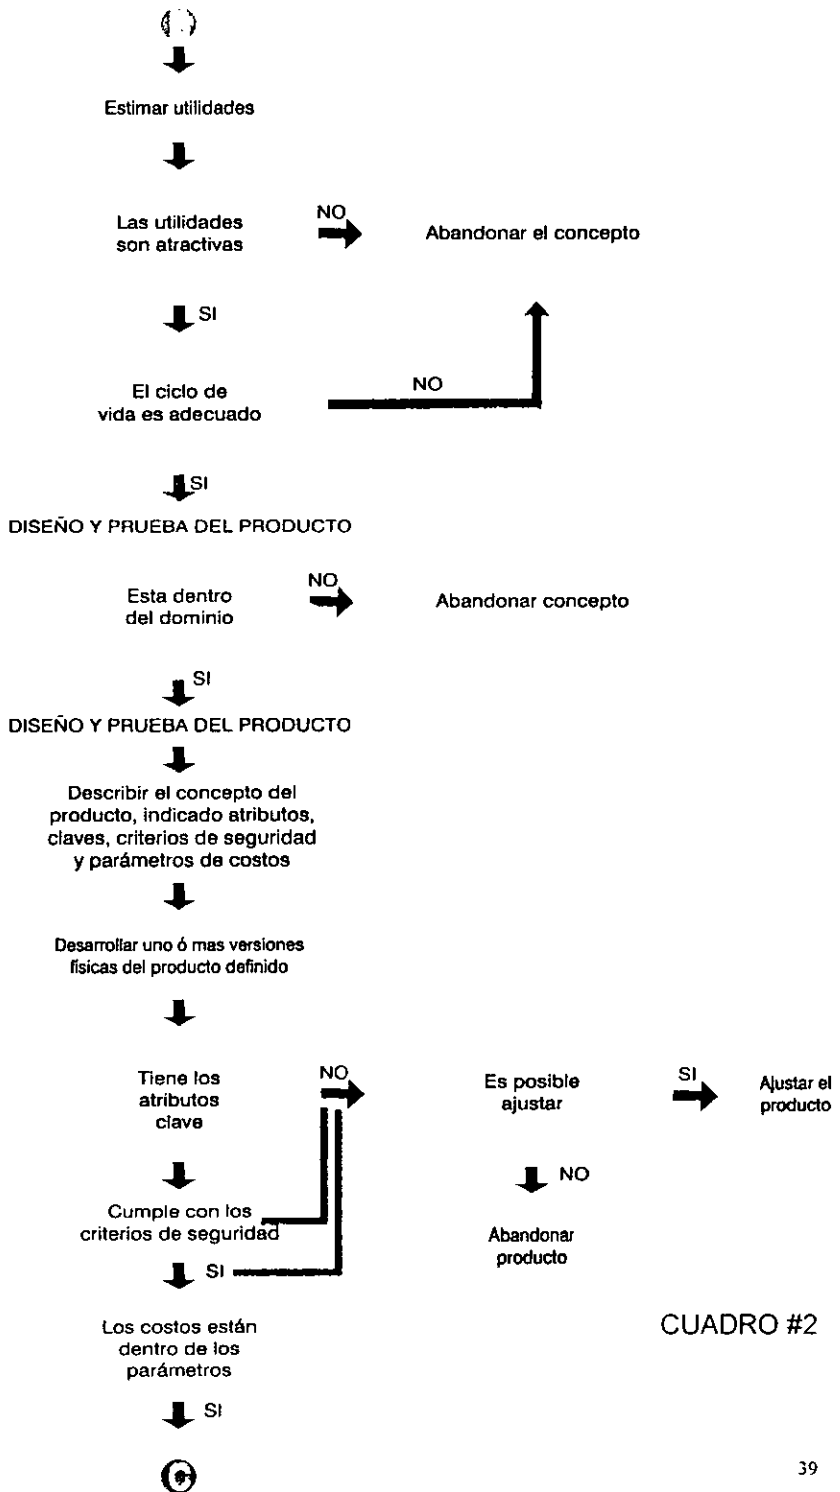 Estimar utilidades
Las utilidades
son atractivas
NO
Abandonar el concepto
SI
El ciclo de
vida es adecuado
NO
SI
DISEÑO Y PRUEBA DEL PRODUCTO
Esta dentro
del dominio
NO
Abandonar concepto
SI
DISEÑO Y PRUEBA DEL PRODUCTO
Describir el concepto del
producto, indicado atributos,
claves, criterios de seguridad
y parámetros de costos
Desarrollar uno ó mas versiones
físicas del producto definido
Tiene los
atributos
clave
NO
Es posible
ajustar
SI
Ajustar el
producto
NO
Abandonar
producto
Cumple con los
criterios de seguridad
SI
Los costos están
dentro de los
parámetros
SI
CUADRO #2
39